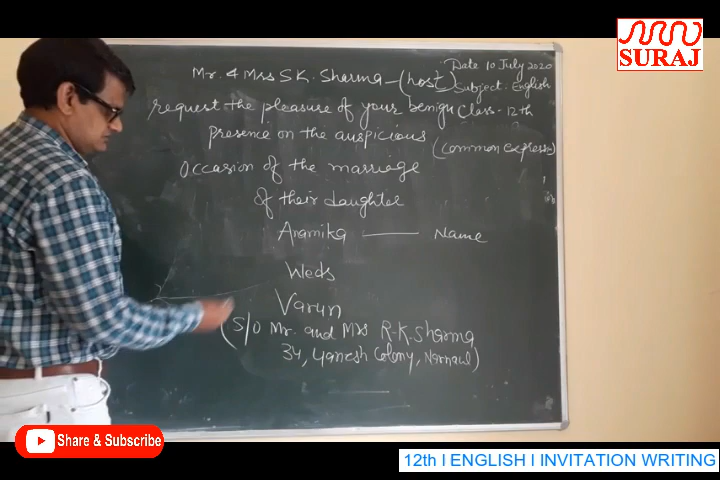 SURAJ
Date 10 July 2020
Subject: English
Class - 12th
Mr. & Mrs S K. Sharma - (host)
request the pleasure of your benign
presence on the auspicious
(common expressn)
Occasion of the marriage
of their daughter
Anamika — Name
Weds
Varun
(S/O Mr. and Mrs R.K. Sharma
34, Ganesh Colony, Narnaul)
Share & Subscribe
12th I ENGLISH I INVITATION WRITING